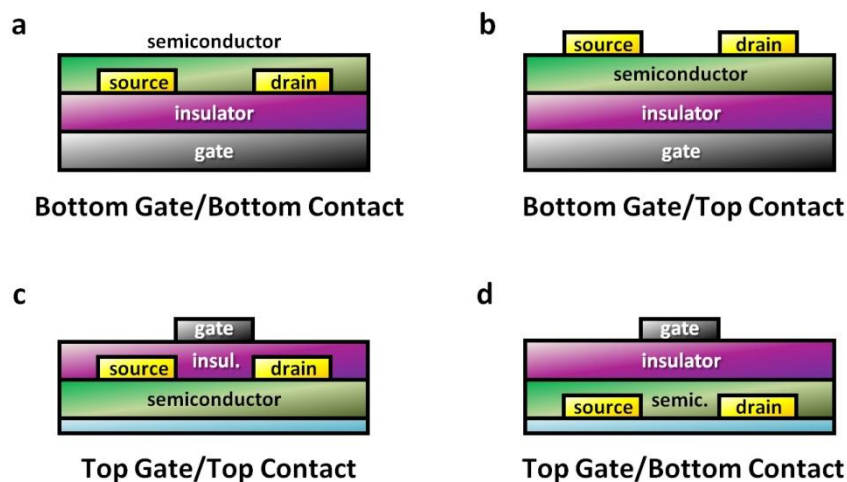 a
semiconductor
source drain
insulator
gate
Bottom Gate/Bottom Contact
b
source drain
semiconductor
insulator
gate
Bottom Gate/Top Contact
c
gate
source insul. drain
semiconductor
Top Gate/Top Contact
d
gate
insulator
source semic. drain
Top Gate/Bottom Contact